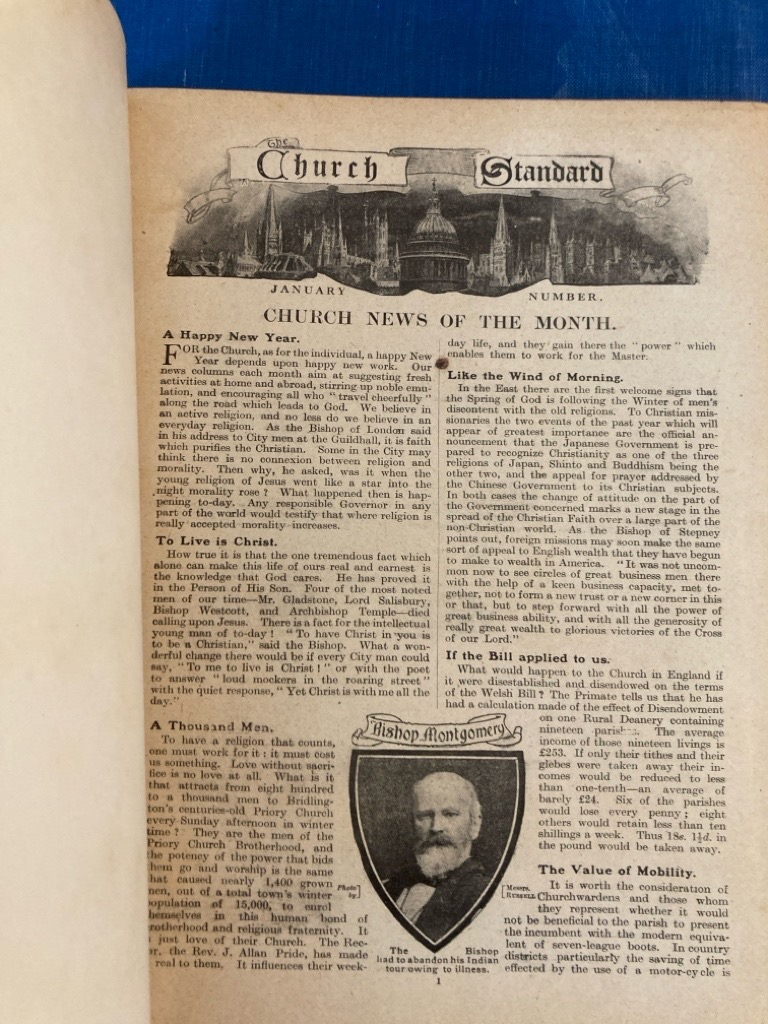 The
Church Standard
JANUARY NUMBER.
CHURCH NEWS OF THE MONTH.
A Happy New Year.
FOR the Church, as for the individual, a happy New
Year depends upon happy new work. Our
news columns each month aim at suggesting fresh
activities at home and abroad, stirring up noble emu-
lation, and encouraging all who "travel cheerfully"
along the road which leads to God. We believe in
an active religion, and no less do we believe in an
everyday religion. As the Bishop of London said
in his address to City men at the Guildhall, it is faith
which purifies the Christian. Some in the City may
think there is no connexion between religion and
morality. Then why, he asked, was it when the
young religion of Jesus went like a star into the
night morality rose? What happened then is hap-
pening to-day. Any responsible Governor in any
part of the world would testify that where religion is
really accepted morality increases.
To Live is Christ.
How true it is that the one tremendous fact which
alone can make this life of ours real and earnest is
the knowledge that God cares. He has proved it
in the Person of His Son. Four of the most noted
men of our time—Mr. Gladstone, Lord Salisbury,
Bishop Westcott, and Archbishop Temple—died
calling upon Jesus. There is a fact for the intellectual
young man of to-day! "To have Christ in you is
to be a Christian," said the Bishop. What a won-
derful change there would be if every City man could
say, "To me to live is Christ!" or with the poet
to answer "loud mockers in the roaring street"
with the quiet response, "Yet Christ is with me all the
day."
A Thousand Men.
To have a religion that counts,
one must work for it: it must cost
us something. Love without sacri-
fice is no love at all. What is it
that attracts from eight hundred
to a thousand men to Bridling-
ton's centuries-old Priory Church
every Sunday afternoon in winter
time? They are the men of the
Priory Church Brotherhood, and
the potency of the power that bids
them go and worship is the same
that caused nearly 1,400 grown
men, out of a total town's winter
population of 15,000, to enrol
themselves in this human bond of
brotherhood and religious fraternity. It
just love of their Church. The Rec-
or, the Rev. J. Allan Pride, has made
real to them. It influences their week-
day life, and they gain there the "power" which
enables them to work for the Master.
Like the Wind of Morning.
In the East there are the first welcome signs that
the Spring of God is following the Winter of men's
discontent with the old religions. To Christian mis-
sionaries the two events of the past year which will
appear of greatest importance are the official an-
nouncement that the Japanese Government is pre-
pared to recognize Christianity as one of the three
religions of Japan, Shinto and Buddhism being the
other two, and the appeal for prayer addressed by
the Chinese Government to its Christian subjects.
In both cases the change of attitude on the part of
the Government concerned marks a new stage in the
spread of the Christian Faith over a large part of the
non-Christian world. As the Bishop of Stepney
points out, foreign missions may soon make the same
sort of appeal to English wealth that they have begun
to make to wealth in America. "It was not uncom-
mon now to see circles of great business men there
with the help of a keen business capacity, met to-
gether, not to form a new trust or a new corner in this
or that, but to step forward with all the power of
great business ability, and with all the generosity of
really great wealth to glorious victories of the Cross
of our Lord."
If the Bill applied to us.
What would happen to the Church in England if
it were disestablished and disendowed on the terms
of the Welsh Bill? The Primate tells us that he has
had a calculation made of the effect of Disendowment
on one Rural Deanery containing
nineteen The average
income of those nineteen livings is
£253. If only their tithes and their
glebes were taken away their in-
comes would be reduced to less
than one-tenth—an average of
barely £24. Six of the parishes
would lose every penny; eight
others would retain less than ten
shillings a week. Thus 18s. 1½d. in
the pound would be taken away.
The Value of Mobility.
It is worth the consideration of
Churchwardens and those whom
they represent whether it would
not be beneficial to the parish to present
the incumbent with the modern equiva-
lent of seven-league boots. In country
districts particularly the saving of time
effected by the use of a motor-cycle is
Bishop Montgomery
Photo by]
[Messrs. Russell
The Bishop
had to abandon his Indian
tour owing to illness.
1